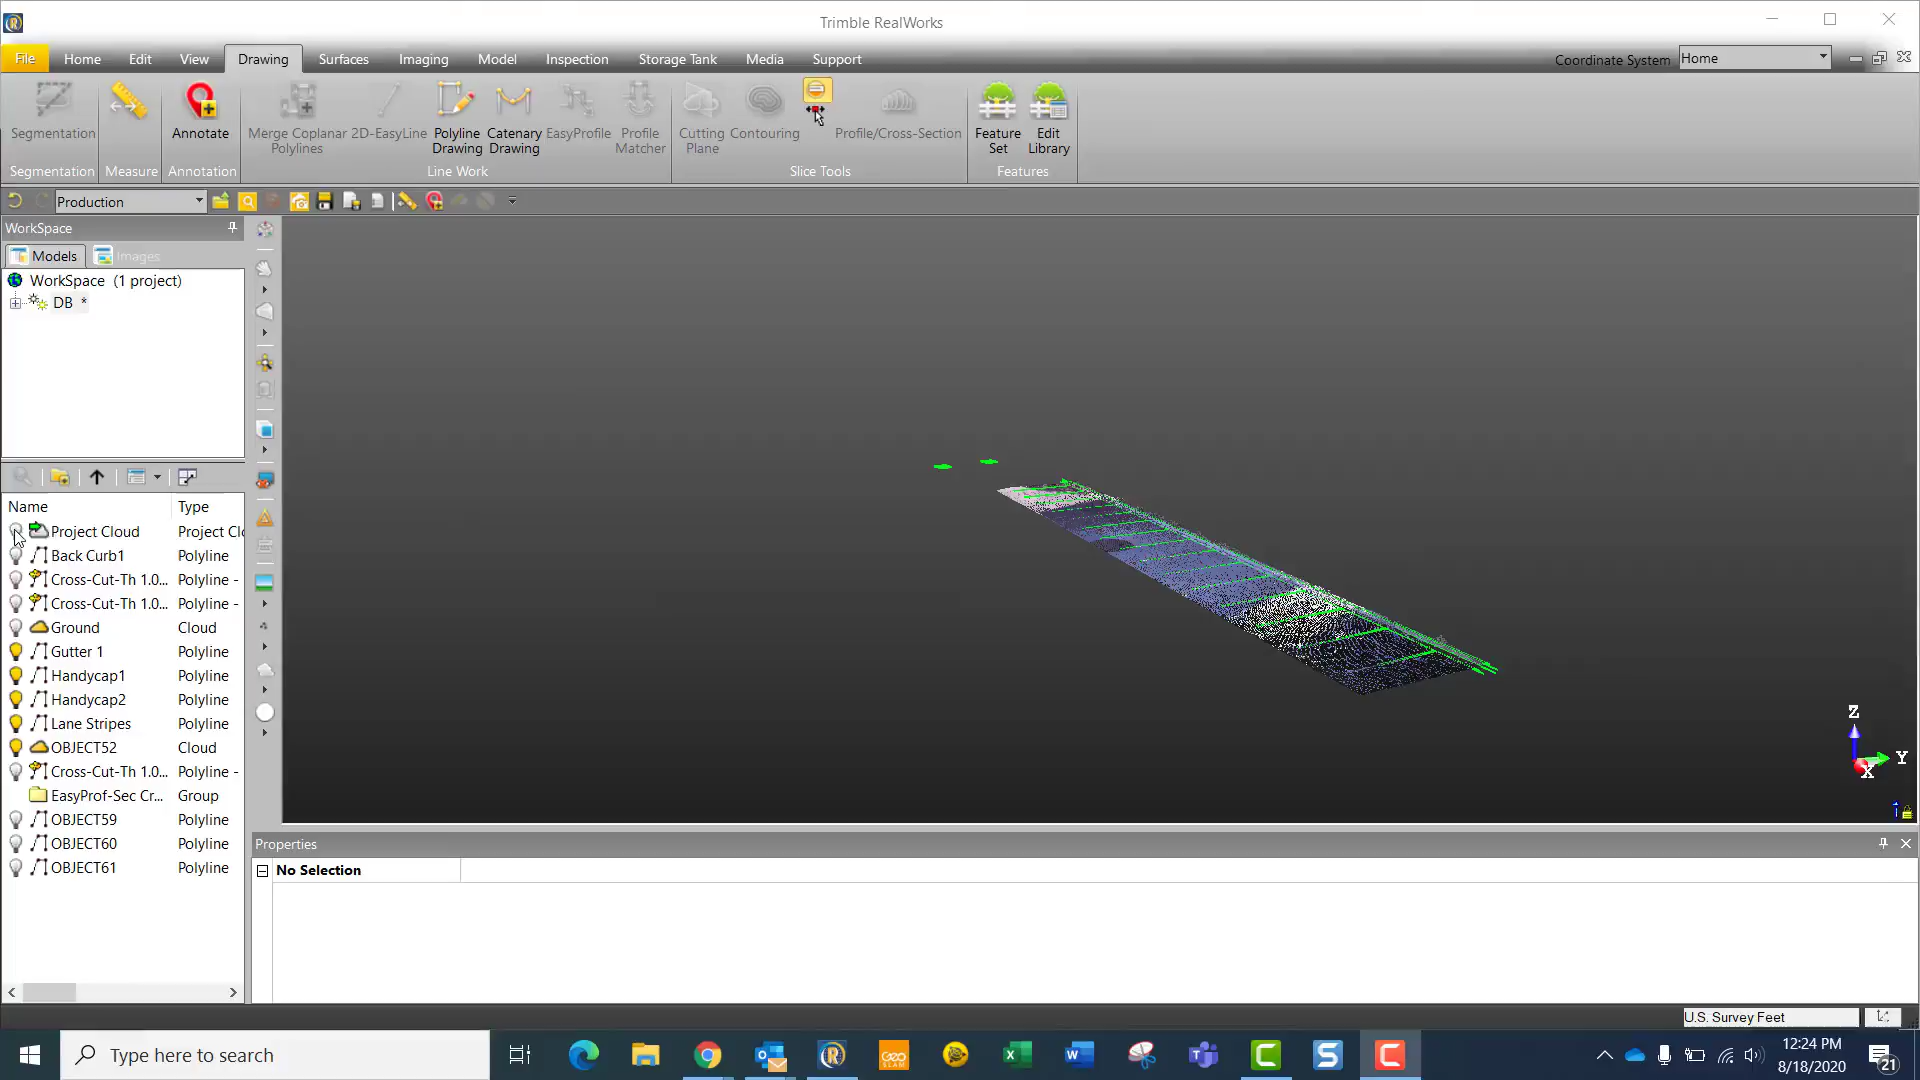 Trimble RealWorks
File Home Edit View Drawing Surfaces Imaging Model Inspection Storage Tank Media Support
Coordinate System Home
Segmentation
Annotate
Merge Coplanar Polylines
2D-EasyLine
Polyline Drawing
Catenary Drawing
EasyProfile
Profile Matcher
Cutting Plane
Contouring
Profile/Cross-Section
Feature Set
Edit Library
Segmentation Measure Annotation Line Work Slice Tools Features
Production
WorkSpace
Models Images
WorkSpace (1 project)
DB *
Name Type
Project Cloud Project Clo
Back Curb1 Polyline
Cross-Cut-Th 1.0... Polyline -
Cross-Cut-Th 1.0... Polyline -
Ground Cloud
Gutter 1 Polyline
Handycap1 Polyline
Handycap2 Polyline
Lane Stripes Polyline
OBJECT52 Cloud
Cross-Cut-Th 1.0... Polyline -
EasyProf-Sec Cr... Group
OBJECT59 Polyline
OBJECT60 Polyline
OBJECT61 Polyline
Z
Y
X
Properties
No Selection
U.S. Survey Feet
Type here to search
12:24 PM
8/18/2020
21